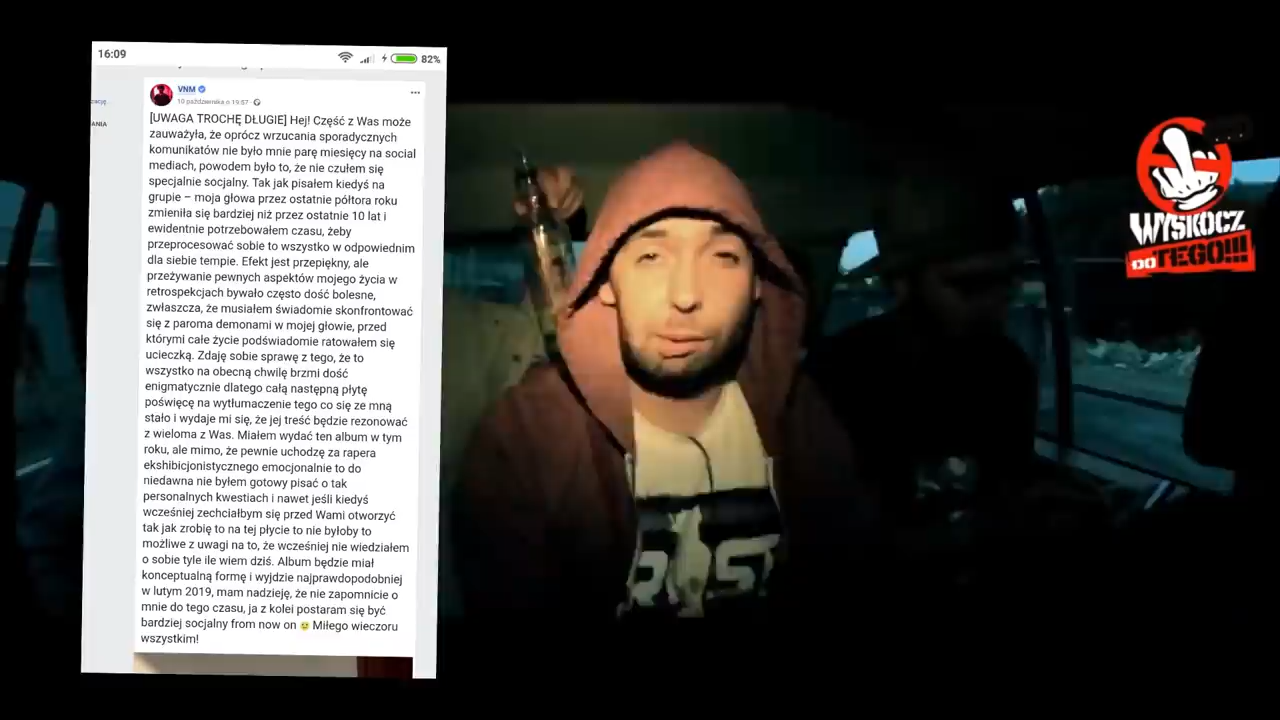 16:09
82%
VNM
10 października o 19:57
[UWAGA TROCHĘ DŁUGIE] Hej! Część z Was może
zauważyła, że oprócz wrzucania sporadycznych
komunikatów nie było mnie parę miesięcy na social
mediach, powodem było to, że nie czułem się
specjalnie socjalny. Tak jak pisałem kiedyś na
grupie – moja głowa przez ostatnie półtora roku
zmieniła się bardziej niż przez ostatnie 10 lat i
ewidentnie potrzebowałem czasu, żeby
przeprocesować sobie to wszystko w odpowiednim
dla siebie tempie. Efekt jest przepiękny, ale
przeżywanie pewnych aspektów mojego życia w
retrospekcjach bywało często dość bolesne,
zwłaszcza, że musiałem świadomie skonfrontować
się z paroma demonami w mojej głowie, przed
którymi całe życie podświadomie ratowałem się
ucieczką. Zdaję sobie sprawę z tego, że to
wszystko na obecną chwilę brzmi dość
enigmatycznie dlatego całą następną płytę
poświęcę na wytłumaczenie tego co się ze mną
stało i wydaje mi się, że jej treść będzie rezonować
z wieloma z Was. Miałem wydać ten album w tym
roku, ale mimo, że pewnie uchodzę za rapera
ekshibicjonistycznego emocjonalnie to do
niedawna nie byłem gotowy pisać o tak
personalnych kwestiach i nawet jeśli kiedyś
wcześniej zechciałbym się przed Wami otworzyć
tak jak zrobię to na tej płycie to nie byłoby to
możliwe z uwagi na to, że wcześniej nie wiedziałem
o sobie tyle ile wiem dziś. Album będzie miał
konceptualną formę i wyjdzie najprawdopodobniej
w lutym 2019, mam nadzieję, że nie zapomnicie o
mnie do tego czasu, ja z kolei postaram się być
bardziej socjalny from now on 🙂 Miłego wieczoru
wszystkim!
WYSKOCZ
DO TEGO!!!